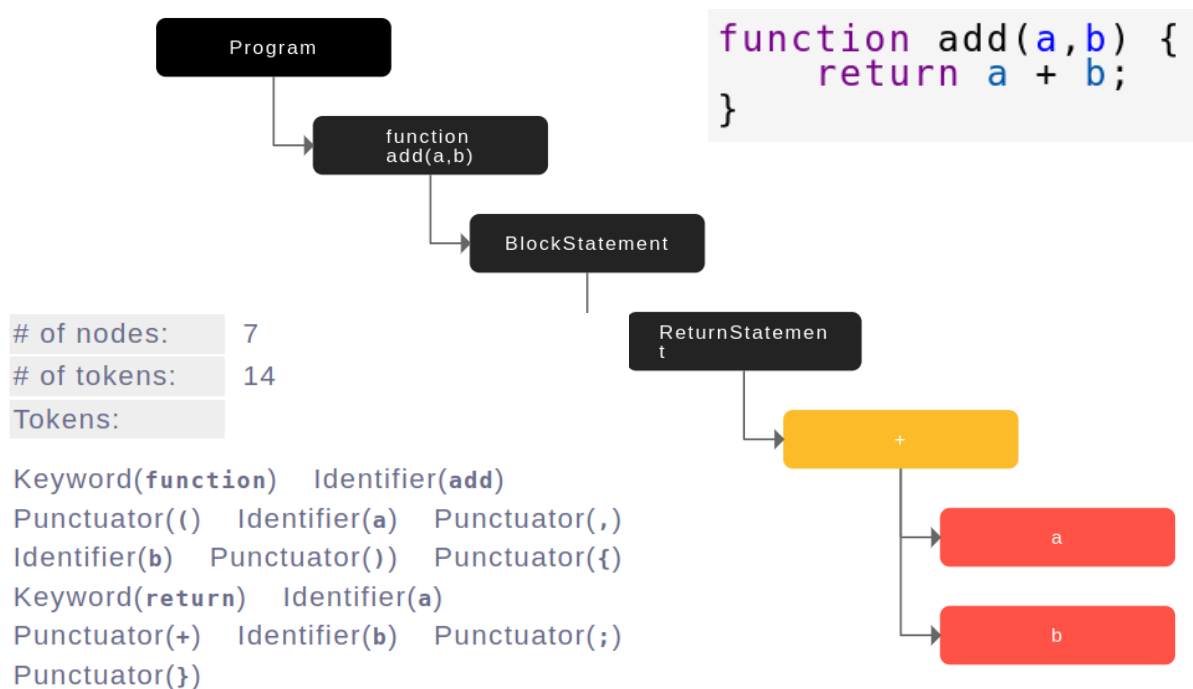 Program
function add(a,b) {
return a + b;
}
function
add(a,b)
BlockStatement
ReturnStatemen
t
# of nodes: 7
# of tokens: 14
Tokens:
+
a
b
Keyword(function) Identifier(add)
Punctuator(() Identifier(a) Punctuator(,)
Identifier(b) Punctuator()) Punctuator({)
Keyword(return) Identifier(a)
Punctuator(+) Identifier(b) Punctuator(;)
Punctuator(})